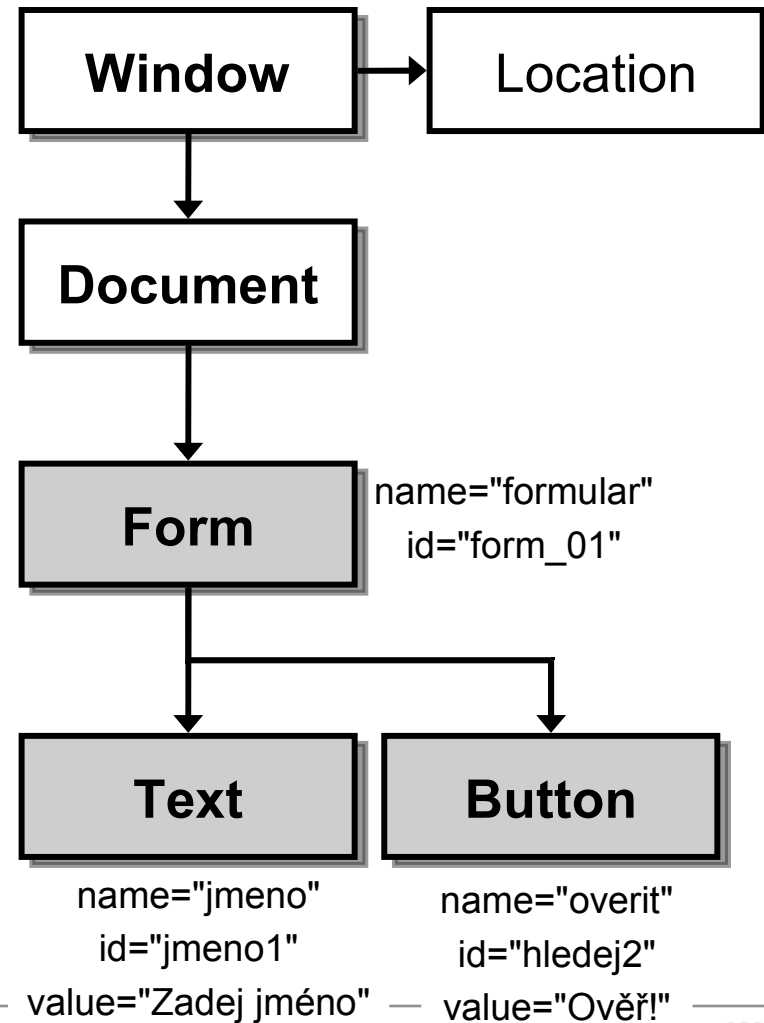 Window
Location
Document
Form
name="formular"
id="form_01"
Text
Button
name="jmeno"
id="jmeno1"
value="Zadej jméno"
name="overit"
id="hledej2"
value="Ověř!"